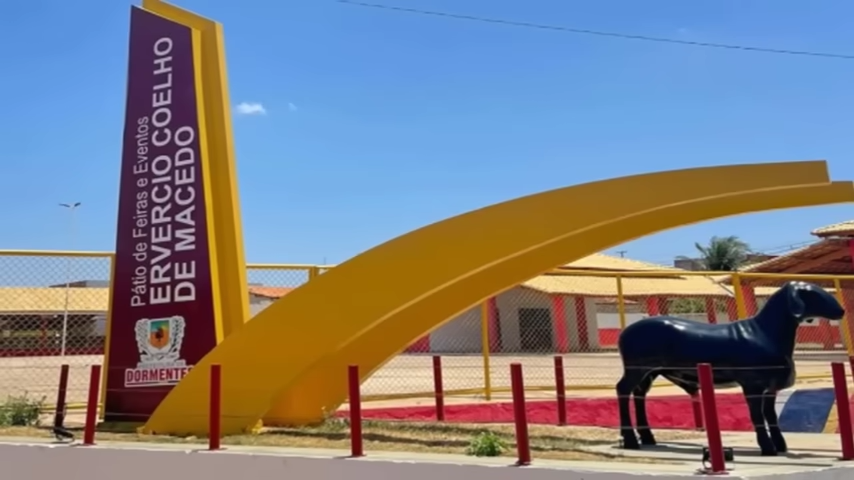 Pátio de Feiras e Eventos
ERVERCIO COELHO
DE MACEDO
DORMENTES